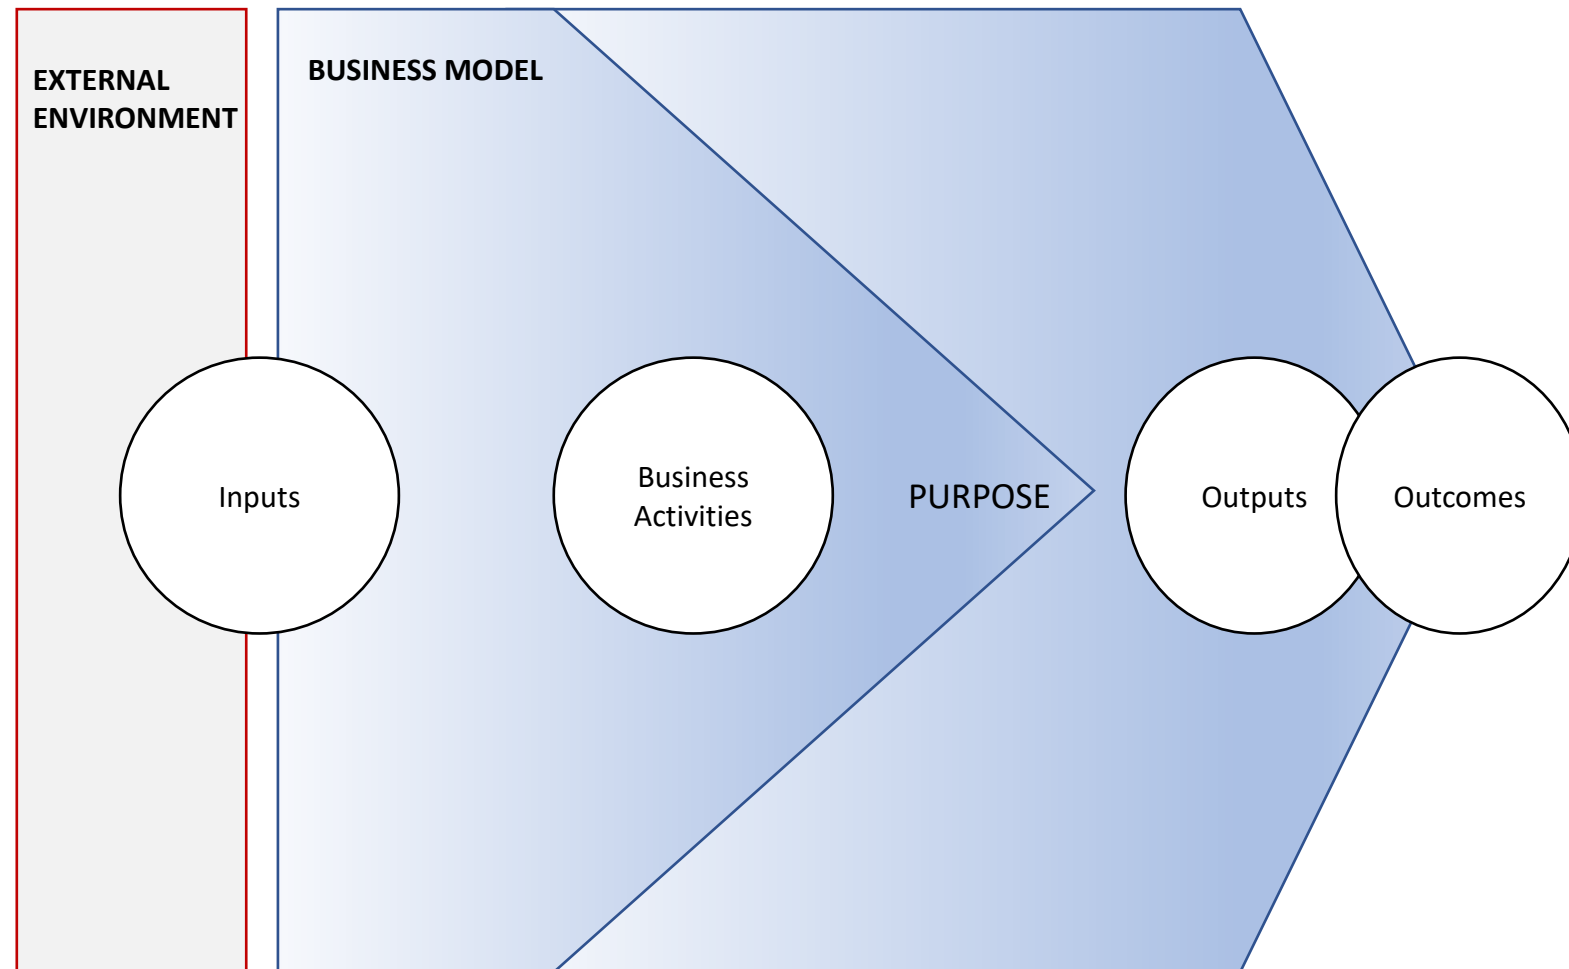 EXTERNAL
ENVIRONMENT
BUSINESS MODEL
Inputs
Business
Activities
PURPOSE
Outputs
Outcomes